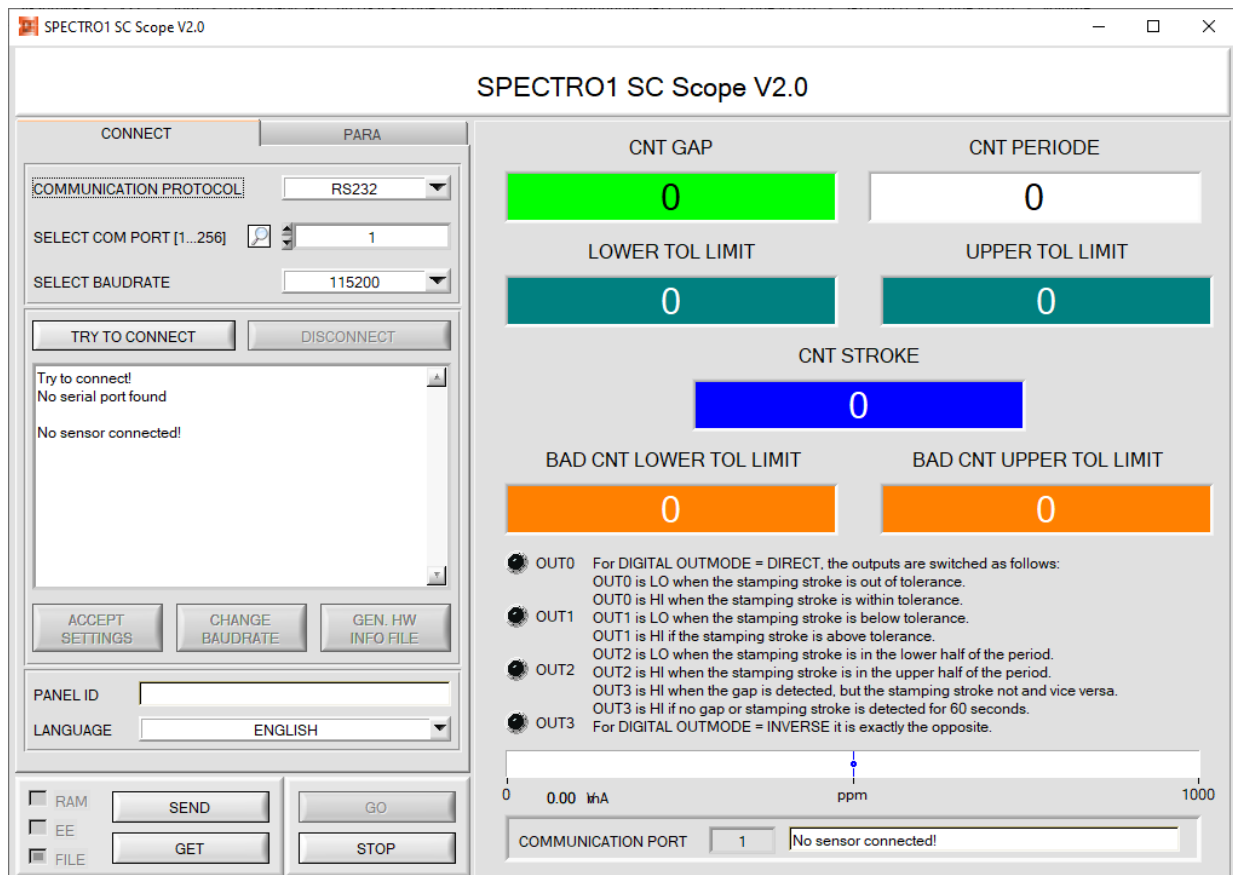 SPECTRO1 SC Scope V2.0
SPECTRO1 SC Scope V2.0
CONNECT
PARA
COMMUNICATION PROTOCOL
RS232
SELECT COM PORT [1...256]
1
SELECT BAUDRATE
115200
TRY TO CONNECT
DISCONNECT
Try to connect!
No serial port found
No sensor connected!
ACCEPT
SETTINGS
CHANGE
BAUDRATE
GEN. HW
INFO FILE
PANEL ID
LANGUAGE
ENGLISH
RAM
EE
FILE
SEND
GET
GO
STOP
CNT GAP
CNT PERIODE
0
0
LOWER TOL LIMIT
UPPER TOL LIMIT
0
0
CNT STROKE
0
BAD CNT LOWER TOL LIMIT
BAD CNT UPPER TOL LIMIT
0
0
OUT0
OUT1
OUT2
OUT3
For DIGITAL OUTMODE = DIRECT, the outputs are switched as follows:
OUT0 is LO when the stamping stroke is out of tolerance.
OUT0 is HI when the stamping stroke is within tolerance.
OUT1 is LO when the stamping stroke is below tolerance.
OUT1 is HI if the stamping stroke is above tolerance.
OUT2 is LO when the stamping stroke is in the lower half of the period.
OUT2 is HI when the stamping stroke is in the upper half of the period.
OUT3 is HI when the gap is detected, but the stamping stroke not and vice versa.
OUT3 is HI if no gap or stamping stroke is detected for 60 seconds.
For DIGITAL OUTMODE = INVERSE it is exactly the opposite.
0
0.00
ppm
1000
COMMUNICATION PORT
1
No sensor connected!